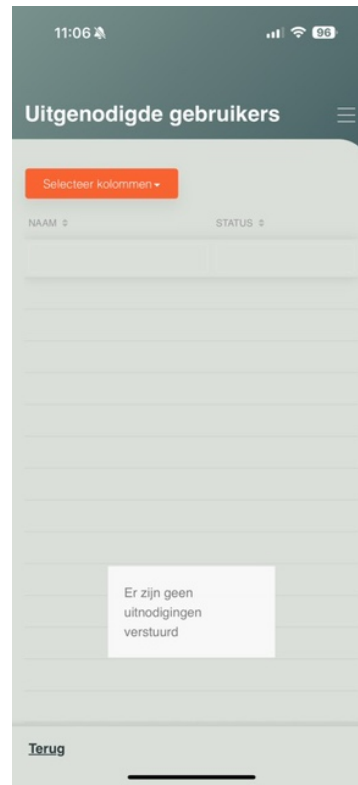 11:06
96
Uitgenodigde gebruikers
Selecteer kolommen
NAAM
STATUS
Er zijn geen
uitnodigingen
verstuurd
Terug